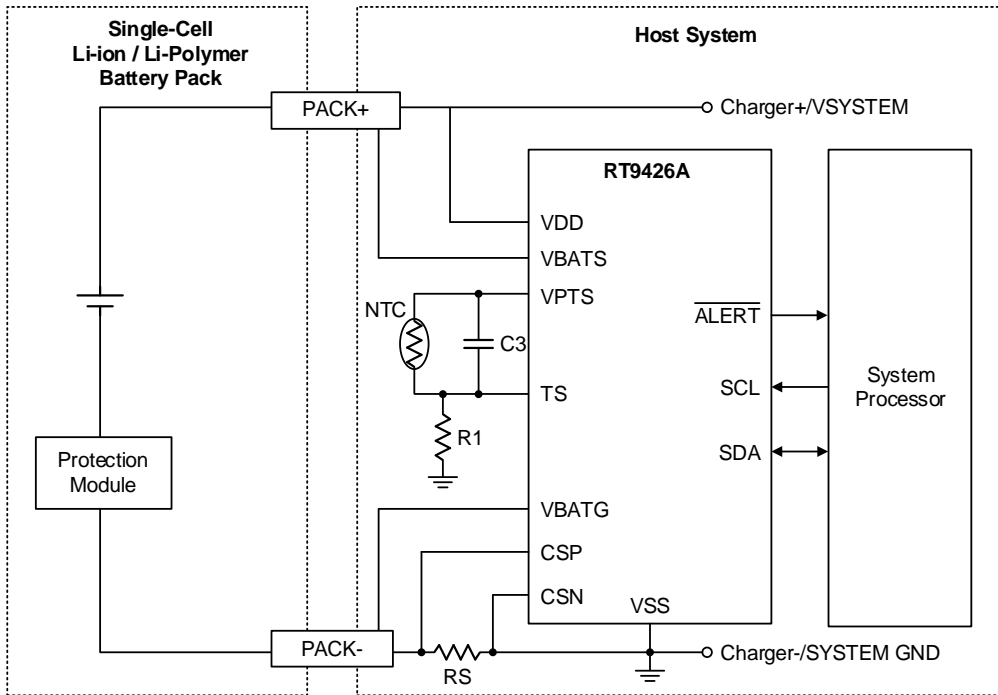 Single-Cell
Li-ion / Li-Polymer
Battery Pack
Host System
PACK+
Charger+/VSYSTEM
RT9426A
VDD
VBATS
VPTS
NTC
C3
ALERT
TS
SCL
System
Processor
R1
SDA
Protection
Module
VBATG
CSP
CSN
VSS
PACK-
RS
Charger-/SYSTEM GND